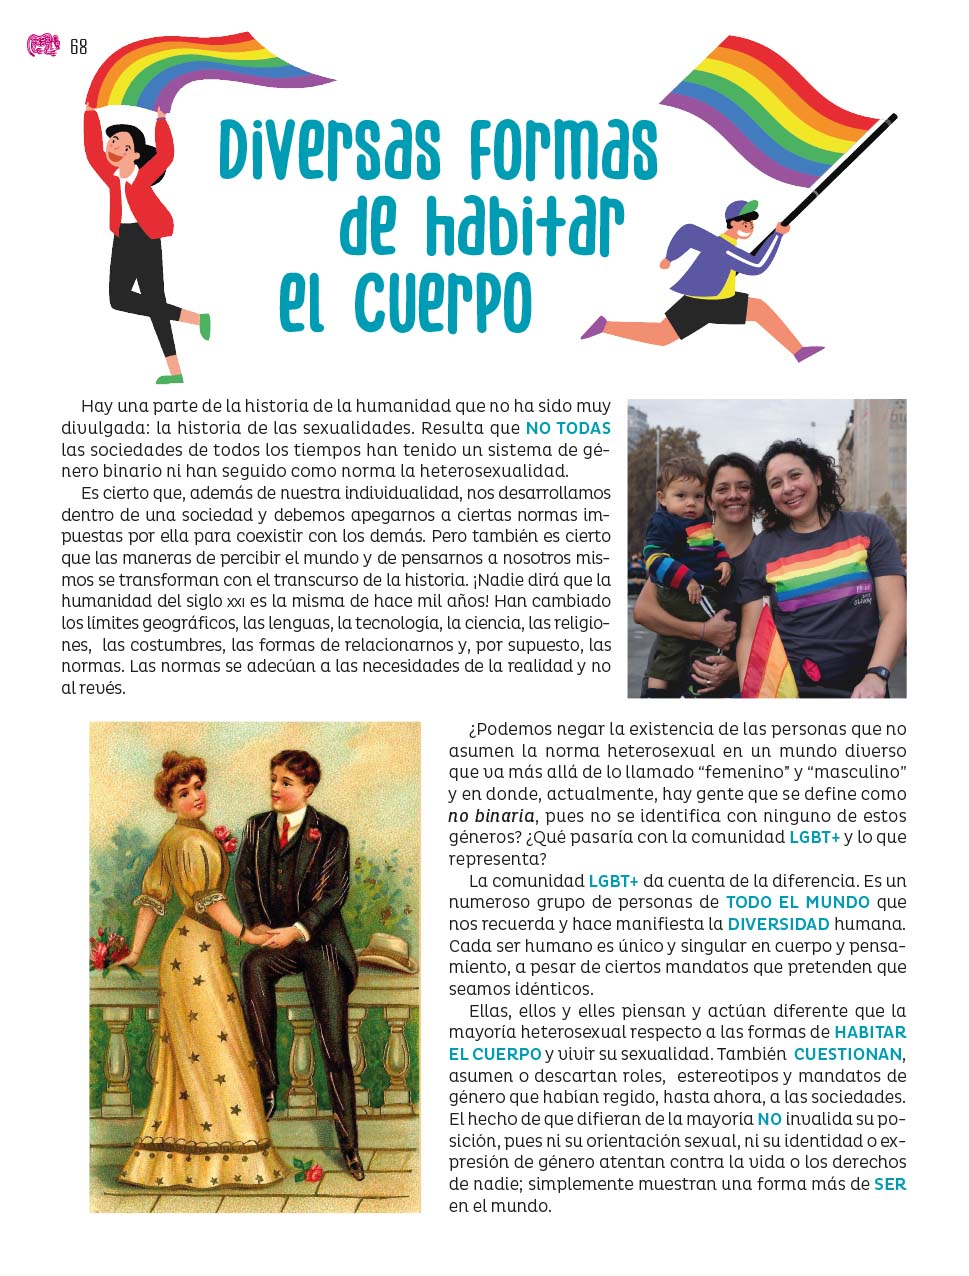 68
Diversas formas
de habitar
el cuerpo
Hay una parte de la historia de la humanidad que no ha sido muy
divulgada: la historia de las sexualidades. Resulta que NO TODAS
las sociedades de todos los tiempos han tenido un sistema de gé-
nero binario ni han seguido como norma la heterosexualidad.
Es cierto que, además de nuestra individualidad, nos desarrollamos
dentro de una sociedad y debemos apegarnos a ciertas normas im-
puestas por ella para coexistir con los demás. Pero también es cierto
que las maneras de percibir el mundo y de pensarnos a nosotros mis-
mos se transforman con el transcurso de la historia. ¡Nadie dirá que la
humanidad del siglo XXI es la misma de hace mil años! Han cambiado
los límites geográficos, las lenguas, la tecnología, la ciencia, las religio-
nes, las costumbres, las formas de relacionarnos y, por supuesto, las
normas. Las normas se adecúan a las necesidades de la realidad y no
al revés.
¿Podemos negar la existencia de las personas que no
asumen la norma heterosexual en un mundo diverso
que va más allá de lo llamado “femenino” y “masculino”
y en donde, actualmente, hay gente que se define como
no binaria, pues no se identifica con ninguno de estos
géneros? ¿Qué pasaría con la comunidad LGBT+ y lo que
representa?
La comunidad LGBT+ da cuenta de la diferencia. Es un
numeroso grupo de personas de TODO EL MUNDO que
nos recuerda y hace manifiesta la DIVERSIDAD humana.
Cada ser humano es único y singular en cuerpo y pensa-
miento, a pesar de ciertos mandatos que pretenden que
seamos idénticos.
Ellas, ellos y elles piensan y actúan diferente que la
mayoría heterosexual respecto a las formas de HABITAR
EL CUERPO y vivir su sexualidad. También CUESTIONAN,
asumen o descartan roles, estereotipos y mandatos de
género que habían regido, hasta ahora, a las sociedades.
El hecho de que difieran de la mayoría NO invalida su po-
sición, pues ni su orientación sexual, ni su identidad o ex-
presión de género atentan contra la vida o los derechos
de nadie; simplemente muestran una forma más de SER
en el mundo.